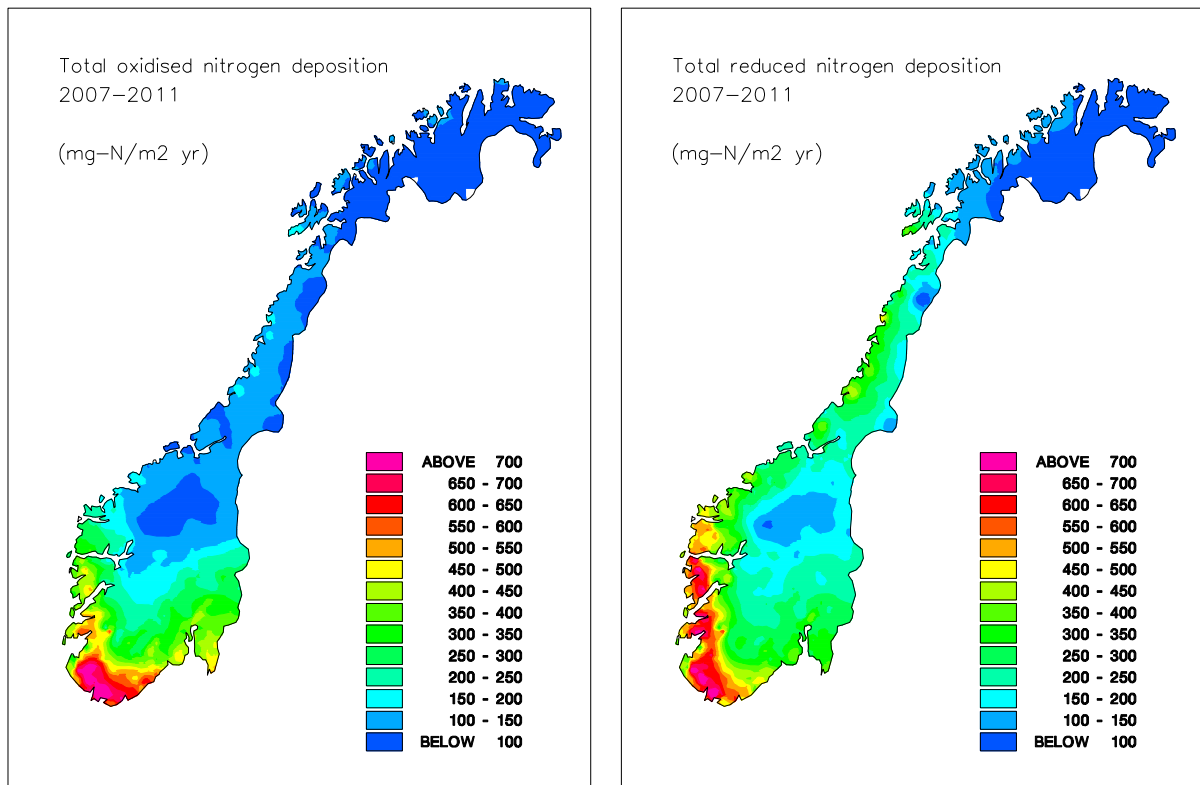 Total oxidised nitrogen deposition
2007-2011
(mg-N/m2 yr)
ABOVE 700
650 - 700
600 - 650
550 - 600
500 - 550
450 - 500
400 - 450
350 - 400
300 - 350
250 - 300
200 - 250
150 - 200
100 - 150
BELOW 100
Total reduced nitrogen deposition
2007-2011
(mg-N/m2 yr)
ABOVE 700
650 - 700
600 - 650
550 - 600
500 - 550
450 - 500
400 - 450
350 - 400
300 - 350
250 - 300
200 - 250
150 - 200
100 - 150
BELOW 100